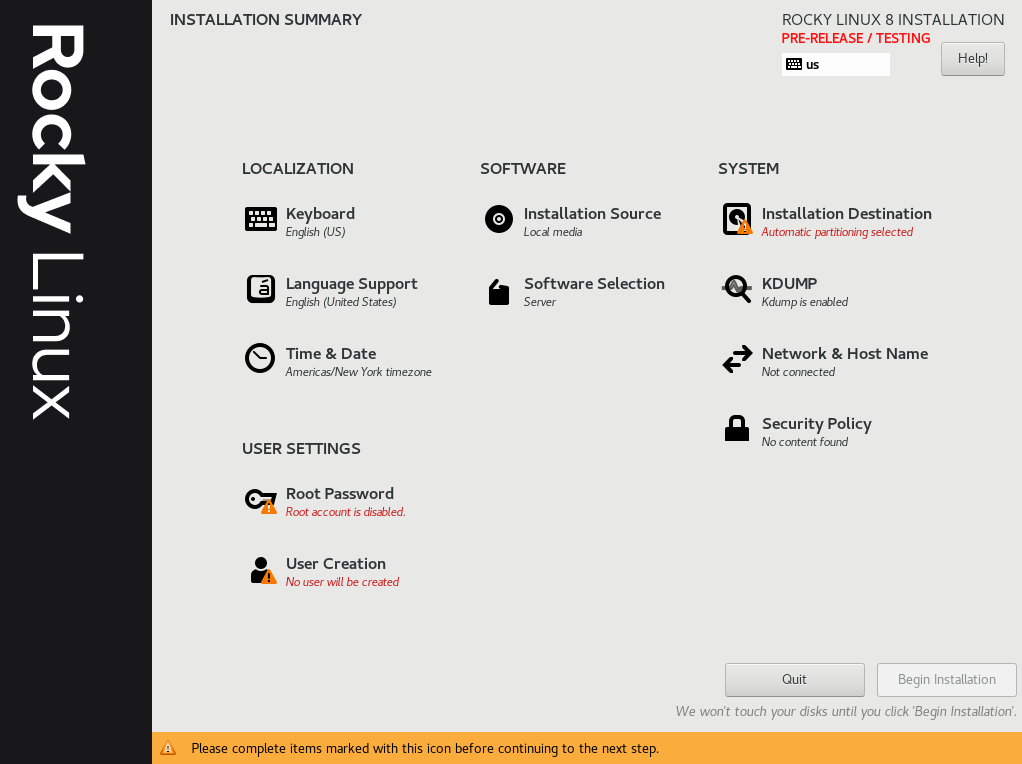 Rocky Linux
INSTALLATION SUMMARY
ROCKY LINUX 8 INSTALLATION
PRE-RELEASE / TESTING
us
Help!
LOCALIZATION
Keyboard
English (US)
Language Support
English (United States)
Time & Date
Americas/New York timezone
USER SETTINGS
Root Password
Root account is disabled.
User Creation
No user will be created
SOFTWARE
Installation Source
Local media
Software Selection
Server
SYSTEM
Installation Destination
Automatic partitioning selected
KDUMP
Kdump is enabled
Network & Host Name
Not connected
Security Policy
No content found
Quit
Begin Installation
We won't touch your disks until you click 'Begin Installation'.
Please complete items marked with this icon before continuing to the next step.